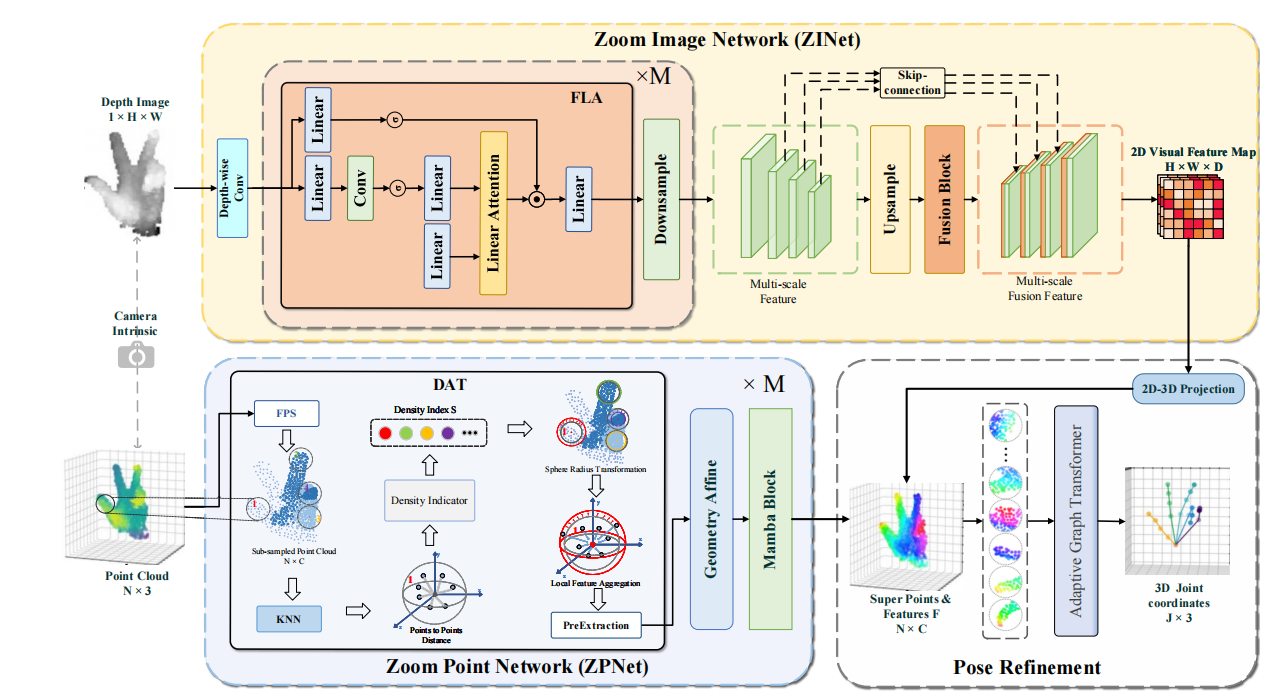 Zoom Image Network (ZINet)
×M
FLA
Depth Image
1 × H × W
Depth-wise
Conv
Linear
Linear
Conv
σ
σ
Linear
Linear
Linear Attention
Linear
Downsample
Skip-
connection
Multi-scale
Feature
Upsample
Fusion Block
Multi-scale
Fusion Feature
2D Visual Feature Map
H × W × D
Camera
Intrinsic
Point Cloud
N × 3
DAT
× M
FPS
Sub-sampled Point Cloud
N × C
KNN
Points to Points
Distance
Density Indicator
Density Index S
Sphere Radius Transformation
Local Feature Aggregation
PreExtraction
x
y
z
x
y
z
Geometry Affine
Mamba Block
Zoom Point Network (ZPNet)
2D-3D Projection
Super Points &
Features F
N × C
Adaptive Graph Transformer
3D Joint
coordinates
J × 3
Pose Refinement